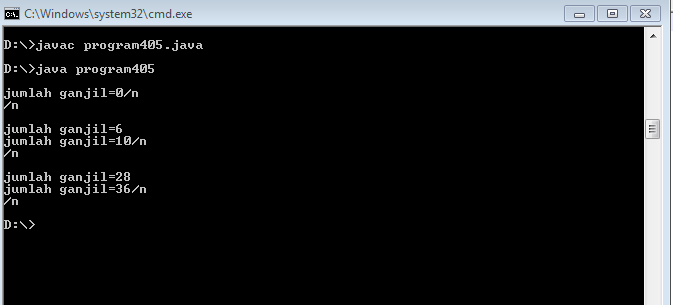 C:\Windows\system32\cmd.exe
D:\>javac program405.java
D:\>java program405
jumlah ganjil=0/n
/n
jumlah ganjil=6
jumlah ganjil=10/n
/n
jumlah ganjil=28
jumlah ganjil=36/n
/n
D:\>